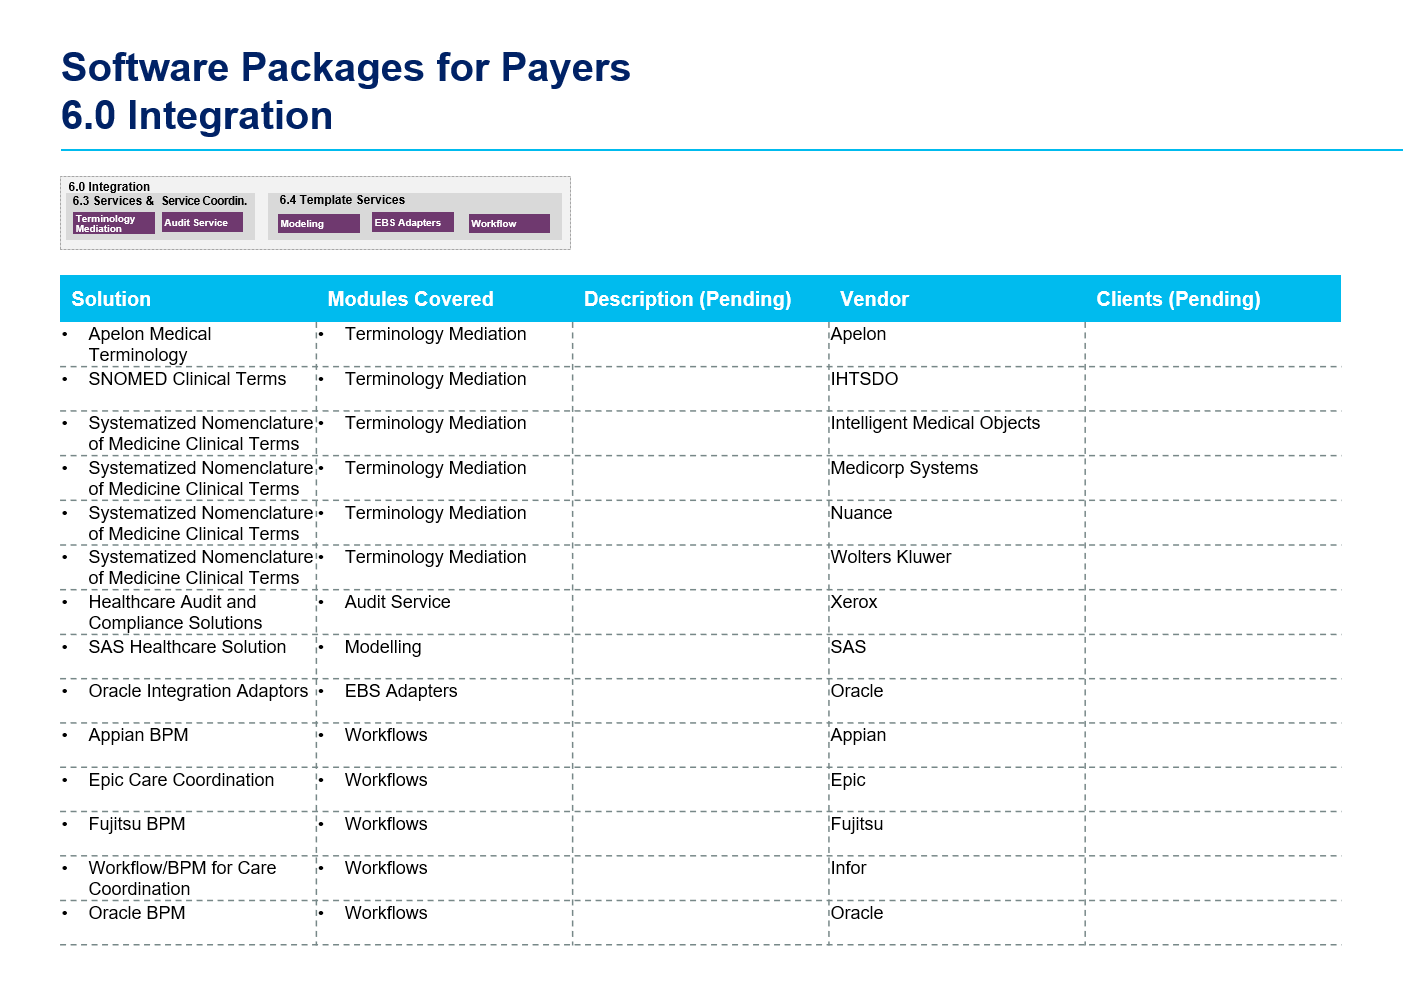 Software Packages for Payers
6.0 Integration
6.0 Integration
6.3 Services & Service Coordin.
6.4 Template Services
Terminology
Mediation
Audit Service
Modeling
EBS Adapters
Workflow
Solution Modules Covered Description (Pending) Vendor Clients (Pending)
• Apelon Medical • Terminology Mediation Apelon
Terminology
• SNOMED Clinical Terms • Terminology Mediation IHTSDO
• Systematized Nomenclature • Terminology Mediation Intelligent Medical Objects
of Medicine Clinical Terms
• Systematized Nomenclature • Terminology Mediation Medicorp Systems
of Medicine Clinical Terms
• Systematized Nomenclature • Terminology Mediation Nuance
of Medicine Clinical Terms
• Systematized Nomenclature • Terminology Mediation Wolters Kluwer
of Medicine Clinical Terms
• Healthcare Audit and • Audit Service Xerox
Compliance Solutions
• SAS Healthcare Solution • Modelling SAS
• Oracle Integration Adaptors • EBS Adapters Oracle
• Appian BPM • Workflows Appian
• Epic Care Coordination • Workflows Epic
• Fujitsu BPM • Workflows Fujitsu
• Workflow/BPM for Care • Workflows Infor
Coordination
• Oracle BPM • Workflows Oracle